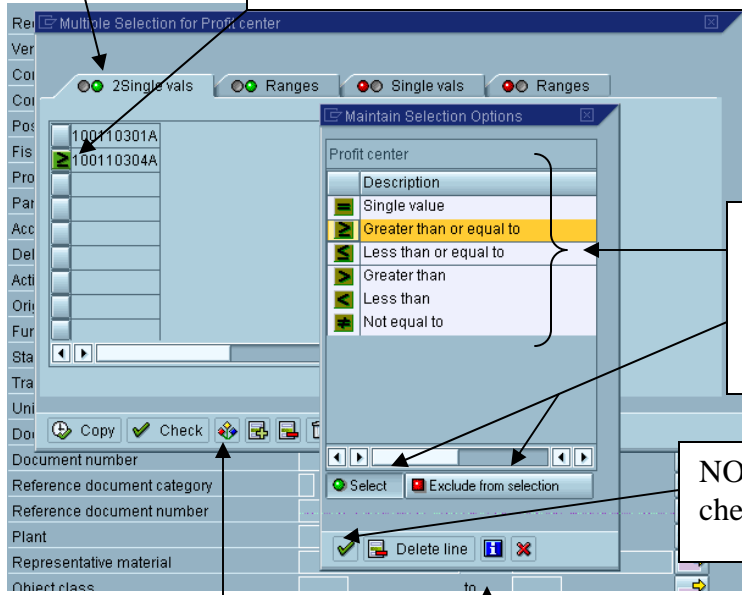 Multiple Selection for Profit center
2Single vals
Ranges
Single vals
Ranges
100110301A
100110304A
Copy
Check
Maintain Selection Options
Profit center
Description
Single value
Greater than or equal to
Less than or equal to
Greater than
Less than
Not equal to
Select
Exclude from selection
Delete line
Re
Ver
Co
Co
Pos
Fis
Pro
Par
Acc
Del
Acti
Ori
Fur
Sta
Tra
Uni
Do
Document number
Reference document category
Reference document number
Plant
Representative material
Object class
to
NO
che